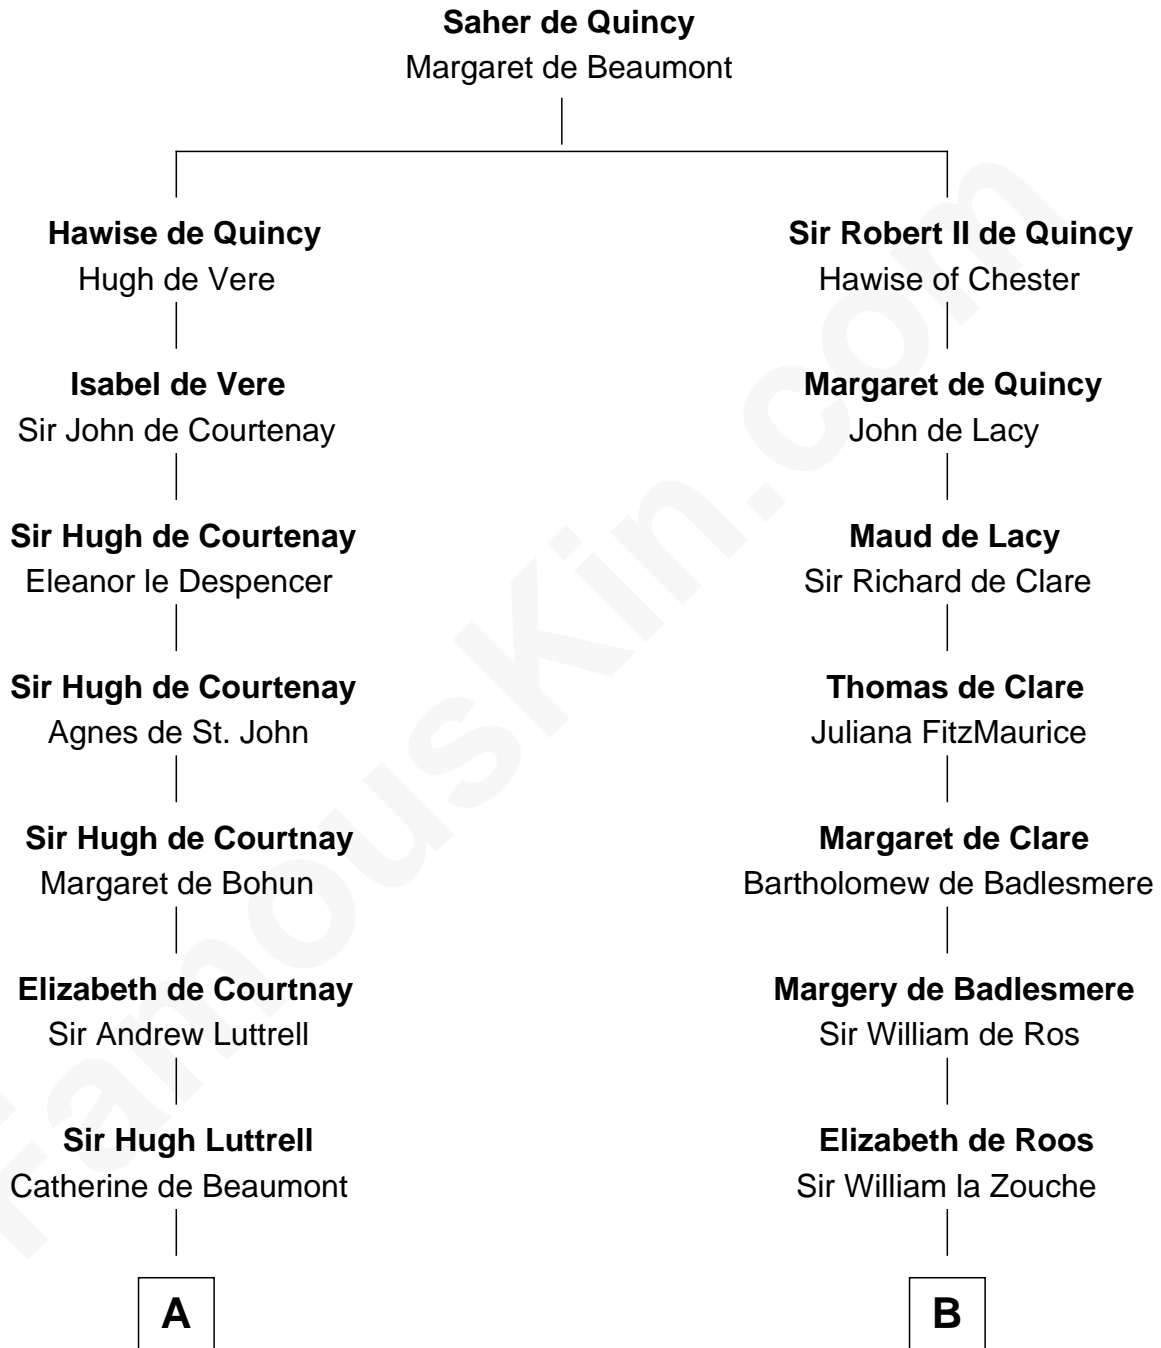 Saher de Quincy
Margaret de Beaumont
Hawise de Quincy
Hugh de Vere
Isabel de Vere
Sir John de Courtenay
Sir Hugh de Courtenay
Eleanor le Despencer
Sir Hugh de Courtenay
Agnes de St. John
Sir Hugh de Courtnay
Margaret de Bohun
Elizabeth de Courtnay
Sir Andrew Luttrell
Sir Hugh Luttrell
Catherine de Beaumont
A
Sir Robert II de Quincy
Hawise of Chester
Margaret de Quincy
John de Lacy
Maud de Lacy
Sir Richard de Clare
Thomas de Clare
Juliana FitzMaurice
Margaret de Clare
Bartholomew de Badlesmere
Margery de Badlesmere
Sir William de Ros
Elizabeth de Roos
Sir William la Zouche
B
FamousKin.com